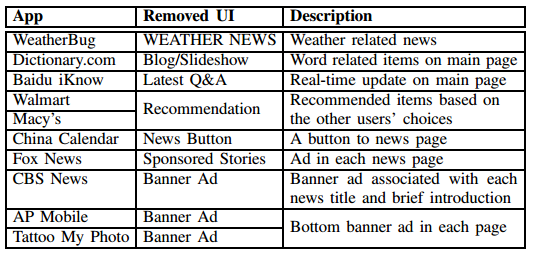 App Removed UI Description
WeatherBug WEATHER NEWS Weather related news
Dictionary.com Blog/Slideshow Word related items on main page
Baidu iKnow Latest Q&A Real-time update on main page
Walmart
Macy's
Recommendation
Recommended items based on
the other users' choices
China Calendar News Button A button to news page
Fox News Sponsored Stories Ad in each news page
CBS News Banner Ad Banner ad associated with each
news title and brief introduction
AP Mobile Banner Ad
Tattoo My Photo Banner Ad
Bottom banner ad in each page